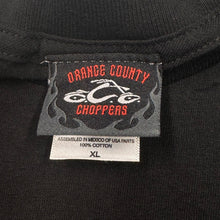 ORANGE COUNTY
CHOPPERS
ASSEMBLED IN MEXICO OF USA PARTS
100% COTTON
XL